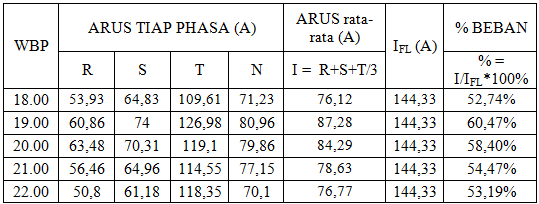 WBP ARUS TIAP PHASA (A) ARUS rata-rata (A) I_FL (A) % BEBAN
R S T N I = R+S+T/3 % = I/I_FL*100%
18.00 53,93 64,83 109,61 71,23 76,12 144,33 52,74%
19.00 60,86 74 126,98 80,96 87,28 144,33 60,47%
20.00 63,48 70,31 119,1 79,86 84,29 144,33 58,40%
21.00 56,46 64,96 114,55 77,15 78,63 144,33 54,47%
22.00 50,8 61,18 118,35 70,1 76,77 144,33 53,19%